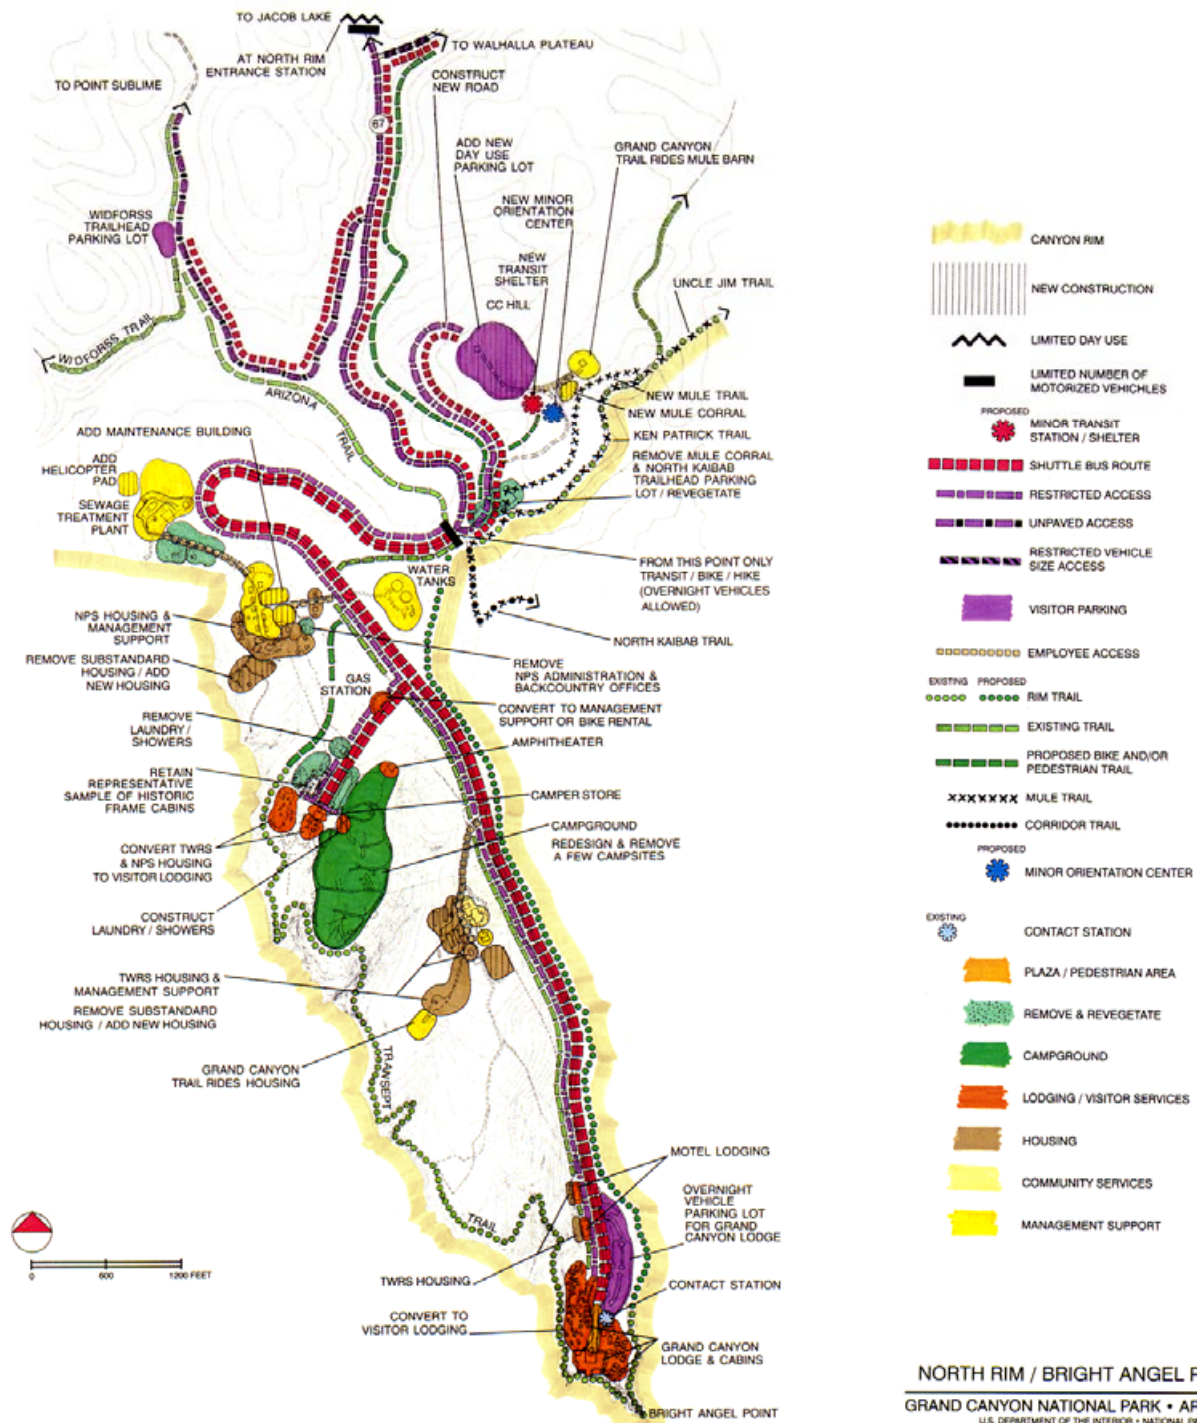 TO JACOB LAKE
AT NORTH RIM
ENTRANCE STATION
TO WALHALLA PLATEAU
TO POINT SUBLIME
CONSTRUCT
NEW ROAD
67
ADD NEW
DAY USE
PARKING LOT
GRAND CANYON
TRAIL RIDES MULE BARN
NEW MINOR
ORIENTATION
CENTER
WIDFORSS
TRAILHEAD
PARKING LOT
NEW
TRANSIT
SHELTER
CC HILL
UNCLE JIM TRAIL
WIDFORSS TRAIL
ARIZONA
TRAIL
NEW MULE TRAIL
NEW MULE CORRAL
KEN PATRICK TRAIL
REMOVE MULE CORRAL
& NORTH KAIBAB
TRAILHEAD PARKING
LOT / REVEGETATE
ADD MAINTENANCE BUILDING
ADD
HELICOPTER
PAD
SEWAGE
TREATMENT
PLANT
WATER
TANKS
FROM THIS POINT ONLY
TRANSIT / BIKE / HIKE
(OVERNIGHT VEHICLES
ALLOWED)
NORTH KAIBAB TRAIL
NPS HOUSING &
MANAGEMENT
SUPPORT
REMOVE SUBSTANDARD
HOUSING / ADD
NEW HOUSING
REMOVE
NPS ADMINISTRATION &
BACKCOUNTRY OFFICES
GAS
STATION
CONVERT TO MANAGEMENT
SUPPORT OR BIKE RENTAL
REMOVE
LAUNDRY /
SHOWERS
AMPHITHEATER
RETAIN
REPRESENTATIVE
SAMPLE OF HISTORIC
FRAME CABINS
CAMPER STORE
CAMPGROUND
REDESIGN & REMOVE
A FEW CAMPSITES
CONVERT TWRS
& NPS HOUSING
TO VISITOR LODGING
CONSTRUCT
LAUNDRY / SHOWERS
TWRS HOUSING &
MANAGEMENT SUPPORT
REMOVE SUBSTANDARD
HOUSING / ADD NEW HOUSING
GRAND CANYON
TRAIL RIDES HOUSING
TRANSEPT
TRAIL
MOTEL LODGING
OVERNIGHT
VEHICLE
PARKING LOT
FOR GRAND
CANYON LODGE
TWRS HOUSING
CONTACT STATION
CONVERT TO
VISITOR LODGING
GRAND CANYON
LODGE & CABINS
BRIGHT ANGEL POINT
0 600 1200 FEET
CANYON RIM
NEW CONSTRUCTION
LIMITED DAY USE
LIMITED NUMBER OF
MOTORIZED VEHICHLES
PROPOSED
MINOR TRANSIT
STATION / SHELTER
SHUTTLE BUS ROUTE
RESTRICTED ACCESS
UNPAVED ACCESS
RESTRICTED VEHICLE
SIZE ACCESS
VISITOR PARKING
EMPLOYEE ACCESS
EXISTING PROPOSED
RIM TRAIL
EXISTING TRAIL
PROPOSED BIKE AND/OR
PEDESTRIAN TRAIL
MULE TRAIL
CORRIDOR TRAIL
PROPOSED
MINOR ORIENTATION CENTER
EXISTING
CONTACT STATION
PLAZA / PEDESTRIAN AREA
REMOVE & REVEGETATE
CAMPGROUND
LODGING / VISITOR SERVICES
HOUSING
COMMUNITY SERVICES
MANAGEMENT SUPPORT
NORTH RIM / BRIGHT ANGEL P
GRAND CANYON NATIONAL PARK • AR
U.S. DEPARTMENT OF THE INTERIOR • NATIONAL